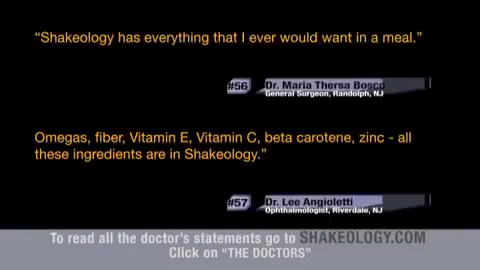 “Shakeology has everything that I ever would want in a meal.”
#56 Dr. Maria Thersa Bosco
General Surgeon, Randolph, NJ
Omegas, fiber, Vitamin E, Vitamin C, beta carotene, zinc - all
these ingredients are in Shakeology.”
#57 Dr. Lee Angioletti
Ophthalmologist, Riverdale, NJ
To read all the doctor’s statements go to SHAKEOLOGY.COM
Click on “THE DOCTORS”